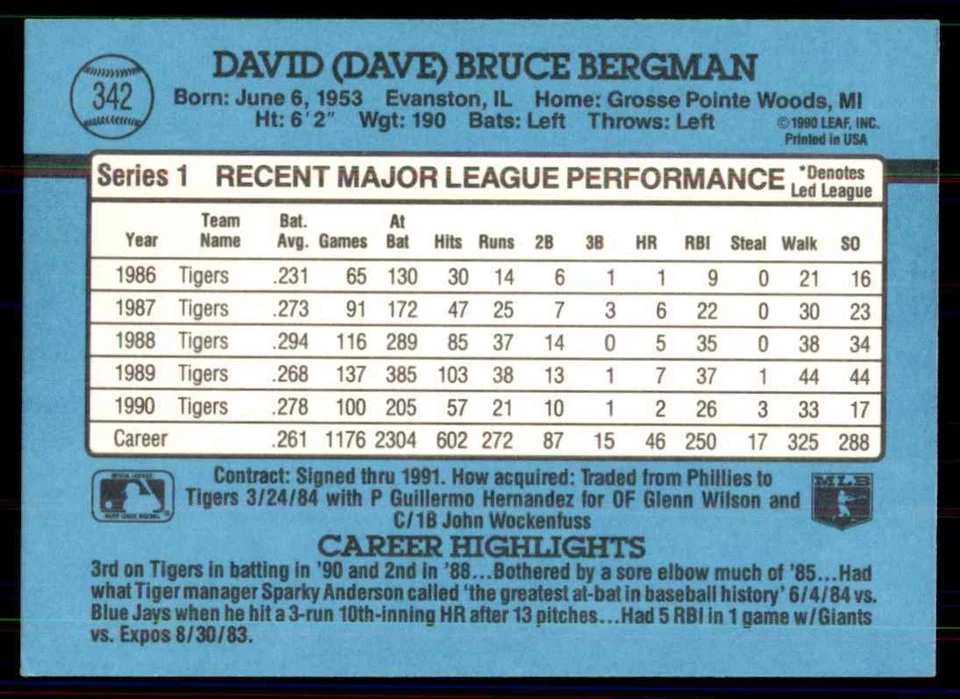 342
DAVID (DAVE) BRUCE BERGMAN
Born: June 6, 1953 Evanston, IL Home: Grosse Pointe Woods, MI
Ht: 6'2" Wgt: 190 Bats: Left Throws: Left
©1990 LEAF, INC.
Printed in USA
Series 1 RECENT MAJOR LEAGUE PERFORMANCE *Denotes Led League
Year Team Name Bat. Avg. Games At Bat Hits Runs 2B 3B HR RBI Steal Walk SO
1986 Tigers .231 65 130 30 14 6 1 1 9 0 21 16
1987 Tigers .273 91 172 47 25 7 3 6 22 0 30 23
1988 Tigers .294 116 289 85 37 14 0 5 35 0 38 34
1989 Tigers .268 137 385 103 38 13 1 7 37 1 44 44
1990 Tigers .278 100 205 57 21 10 1 2 26 3 33 17
Career .261 1176 2304 602 272 87 15 46 250 17 325 288
Contract: Signed thru 1991. How acquired: Traded from Phillies to
Tigers 3/24/84 with P Guillermo Hernandez for OF Glenn Wilson and
C/1B John Wockenfuss
MLB
CAREER HIGHLIGHTS
3rd on Tigers in batting in '90 and 2nd in '88...Bothered by a sore elbow much of '85...Had
what Tiger manager Sparky Anderson called 'the greatest at-bat in baseball history' 6/4/84 vs.
Blue Jays when he hit a 3-run 10th-inning HR after 13 pitches...Had 5 RBI in 1 game w/Giants
vs. Expos 8/30/83.